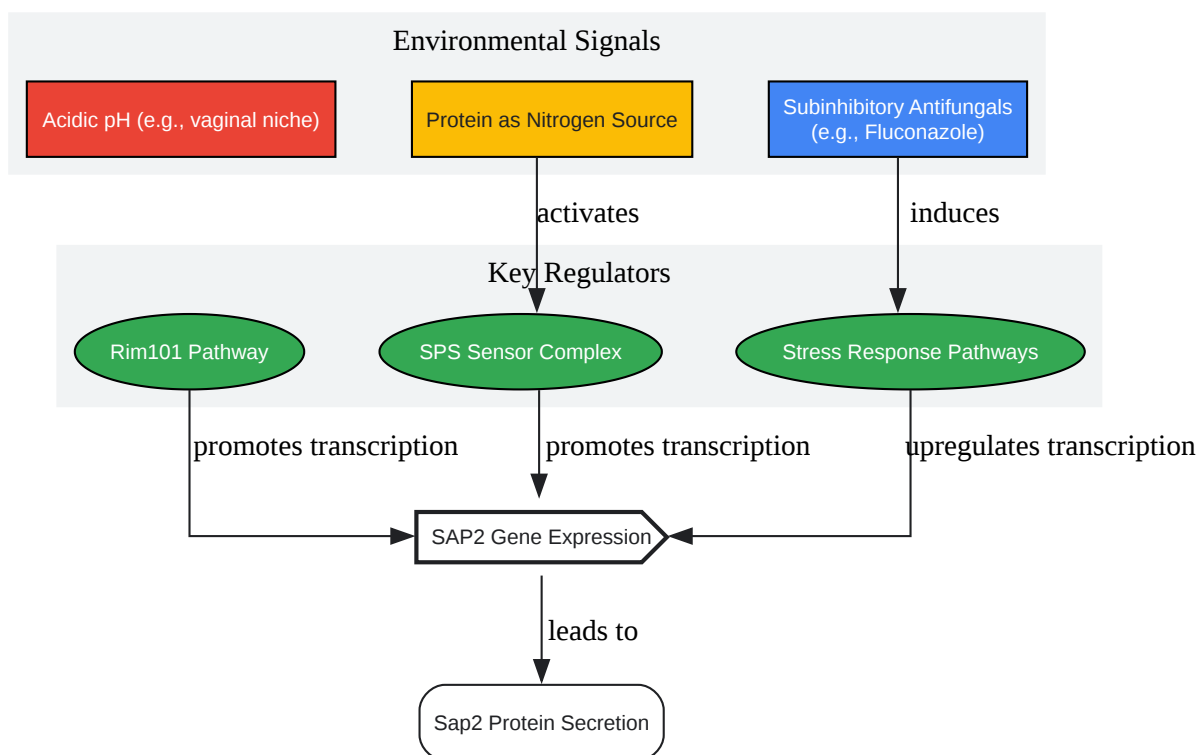 Environmental Signals
Acidic pH (e.g., vaginal niche)
Protein as Nitrogen Source
Subinhibitory Antifungals
(e.g., Fluconazole)
activates
induces
Key Regulators
Rim101 Pathway
SPS Sensor Complex
Stress Response Pathways
promotes transcription
promotes transcription
upregulates transcription
SAP2 Gene Expression
leads to
Sap2 Protein Secretion